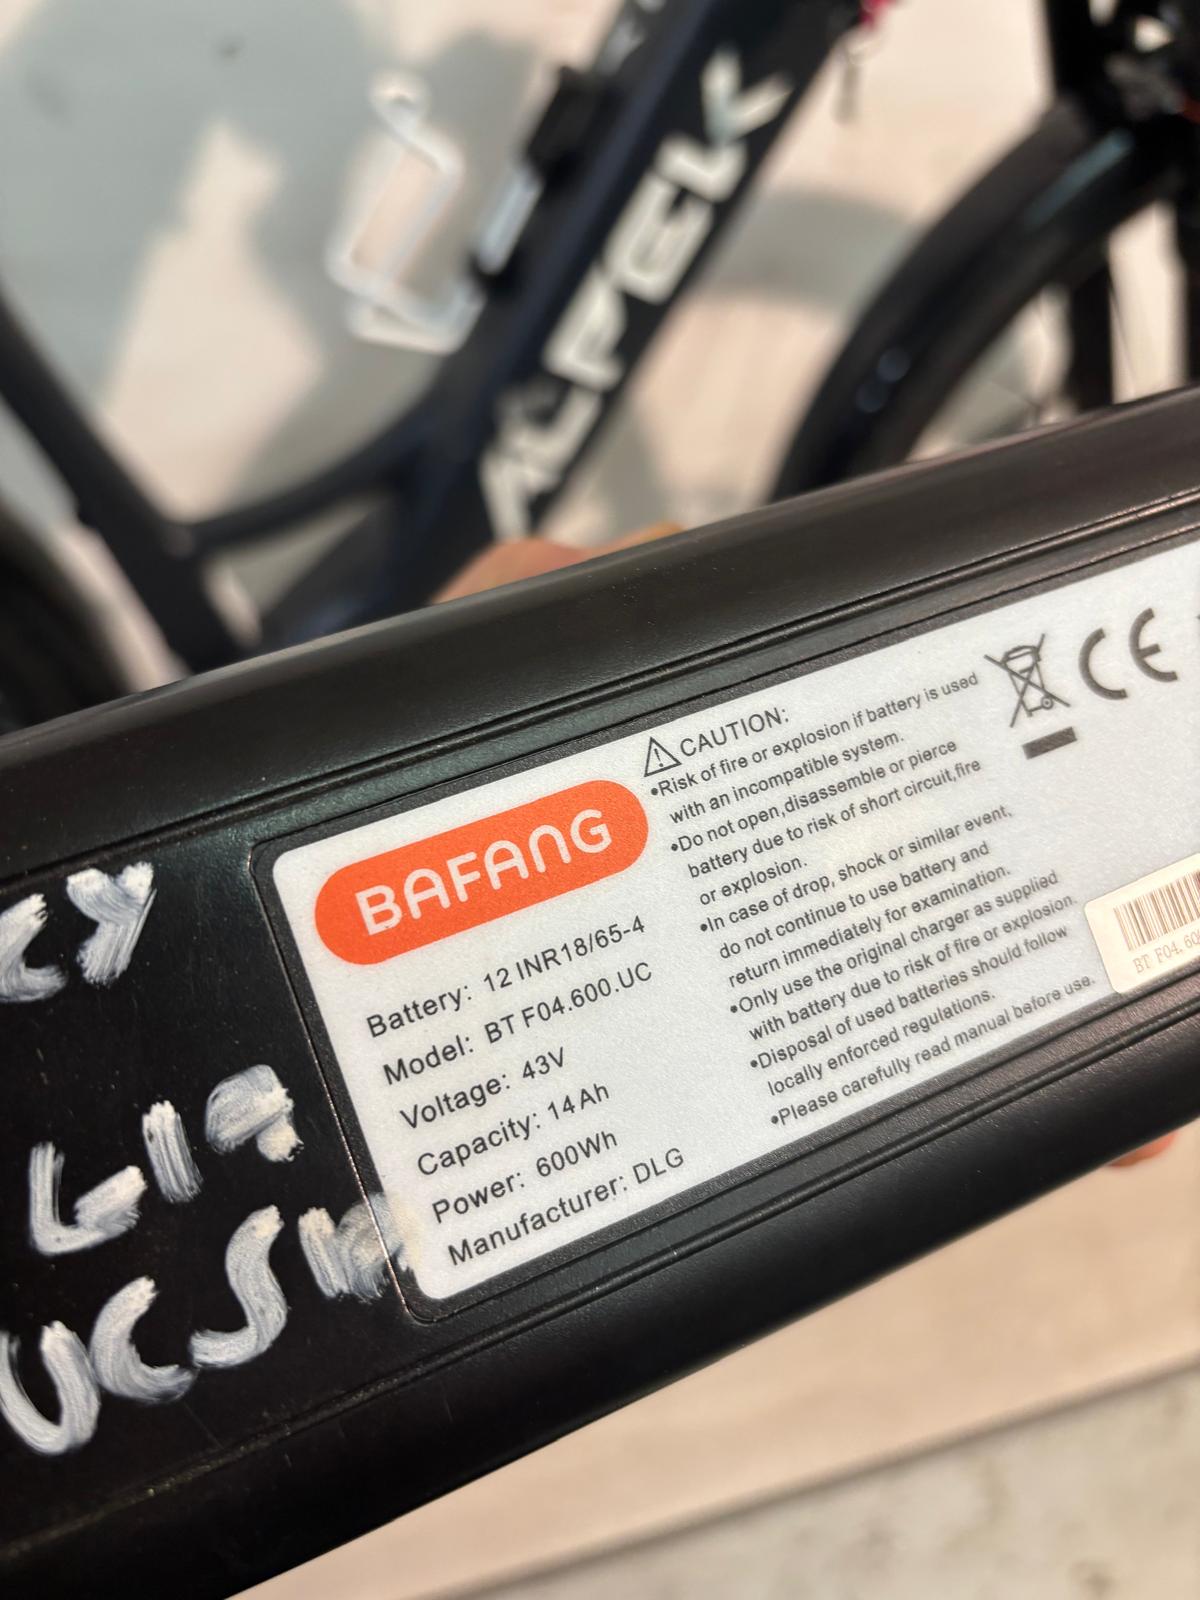 KALPEK
BAFANG
Battery: 12 INR18/65-4
Model: BT F04.600.UC
Voltage: 43V
Capacity: 14Ah
Power: 600Wh
Manufacturer: DLG
CAUTION:
•Risk of fire or explosion if battery is used
with an incompatible system.
•Do not open,disassemble or pierce
battery due to risk of short circuit,fire
or explosion.
•In case of drop, shock or similar event,
do not continue to use battery and
return immediately for examination.
•Only use the original charger as supplied
with battery due to risk of fire or explosion.
•Disposal of used batteries should follow
locally enforced regulations.
•Please carefully read manual before use.
CE
BT F04.60